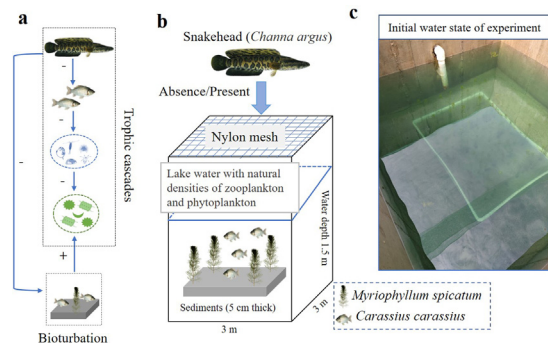 a
-
-
-
-
+
Trophic cascades
Bioturbation
b
Snakehead (Channa argus)
Absence/Present
Nylon mesh
Lake water with natural
densities of zooplankton
and phytoplankton
Water depth 1.5 m
Sediments (5 cm thick)
3 m
3 m
c
Initial water state of experiment
Myriophyllum spicatum
Carassius carassius